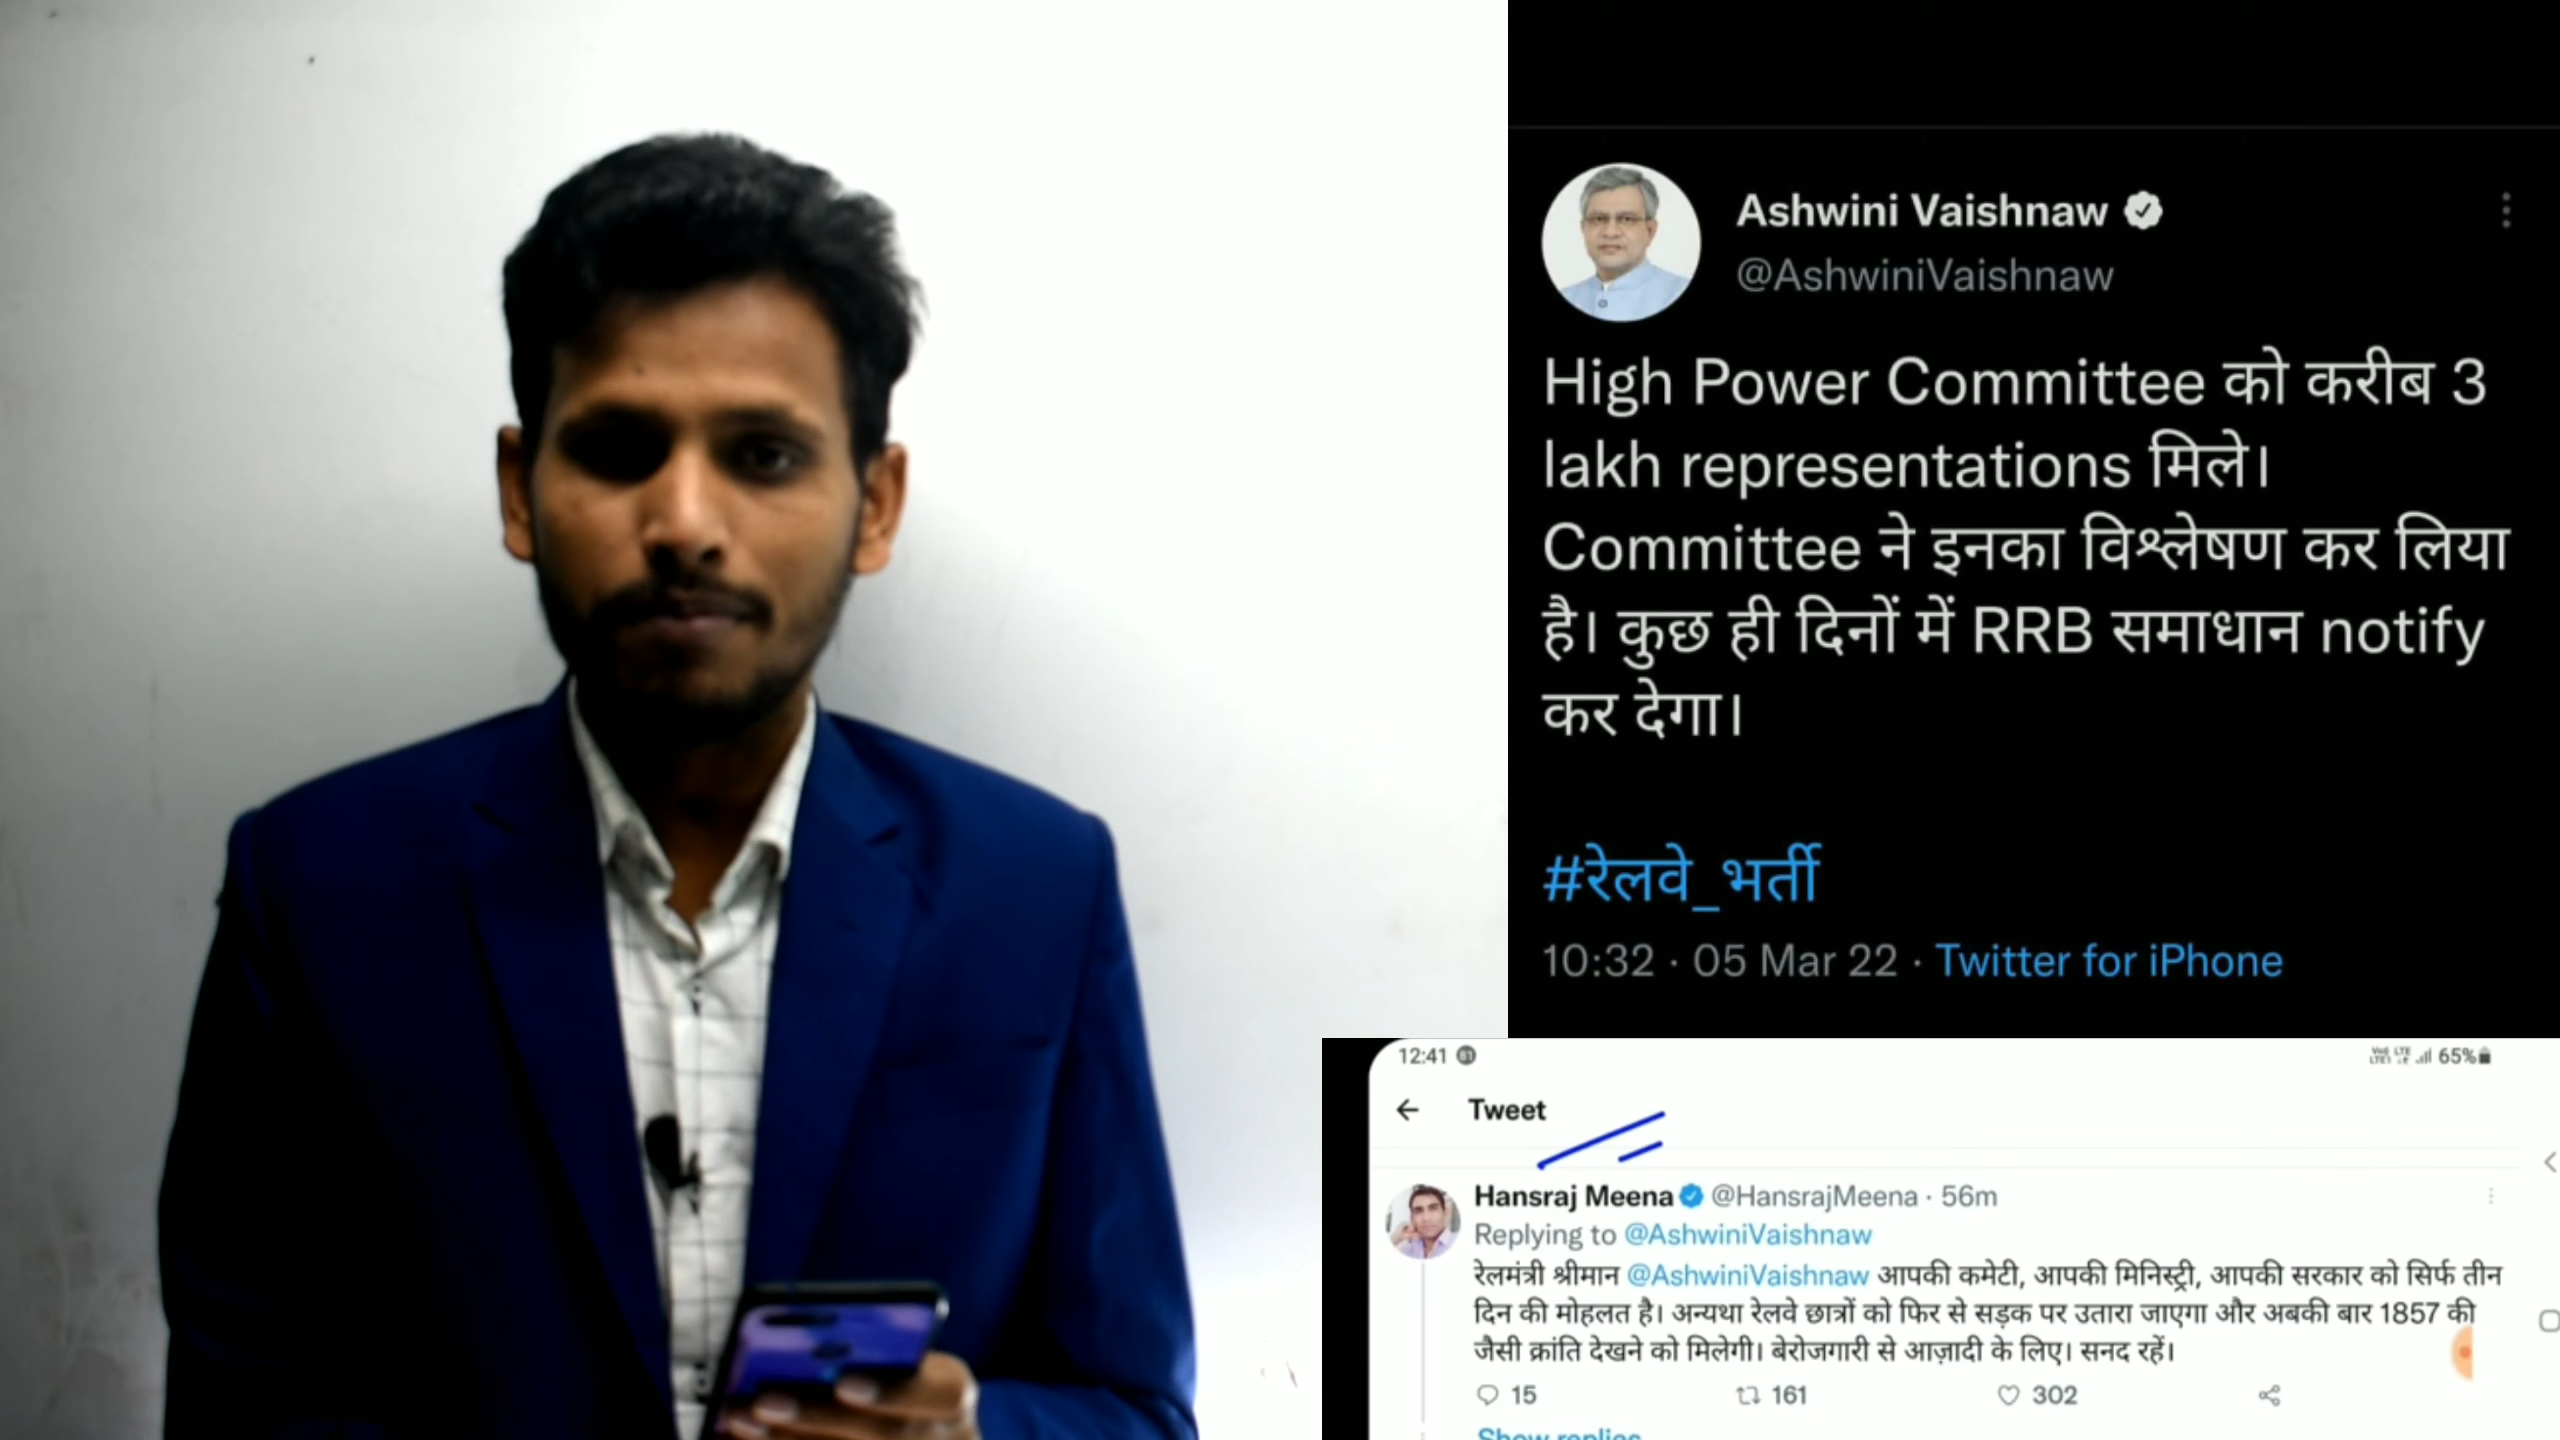 Ashwini Vaishnaw
@AshwiniVaishnaw
High Power Committee को करीब 3
lakh representations मिले।
Committee ने इनका विश्लेषण कर लिया
है। कुछ ही दिनों में RRB समाधान notify
कर देगा।
#रेलवे_भर्ती
10:32 · 05 Mar 22 · Twitter for iPhone
12:41
65%
Tweet
Hansraj Meena @HansrajMeena · 56m
Replying to @AshwiniVaishnaw
रेलमंत्री श्रीमान @AshwiniVaishnaw आपकी कमेटी, आपकी मिनिस्ट्री, आपकी सरकार को सिर्फ तीन
दिन की मोहलत है। अन्यथा रेलवे छात्रों को फिर से सड़क पर उतारा जाएगा और अबकी बार 1857 की
जैसी क्रांति देखने को मिलेगी। बेरोजगारी से आज़ादी के लिए। सनद रहें।
15 161 302
Show replies